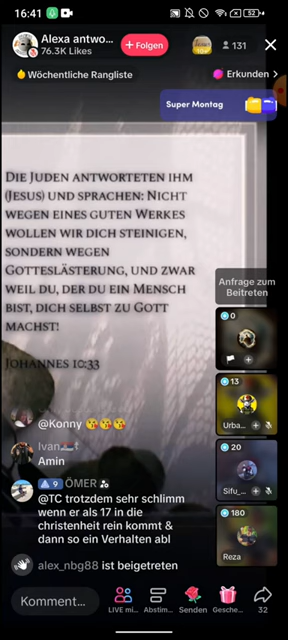 16:41
52
Alexa antwo...
76.3K Likes
+ Folgen
131
Wöchentliche Rangliste
Erkunden >
Super Montag
DIE JUDEN ANTWORTETEN IHM
(JESUS) UND SPRACHEN: NICHT
WEGEN EINES GUTEN WERKES
WOLLEN WIR DICH STEINIGEN,
SONDERN WEGEN
GOTTESLÄSTERUNG, UND ZWAR
WEIL DU, DER DU EIN MENSCH
BIST, DICH SELBST ZU GOTT
MACHST!
JOHANNES 10:33
Anfrage zum
Beitreten
0
13
Urba...
20
Sifu_...
180
Reza
@Konny 😘😘😘
Ivan
Amin
9 ÖMER
@TC trotzdem sehr schlimm
wenn er als 17 in die
christenheit rein kommt &
dann so ein Verhalten abl
alex_nbg88 ist beigetreten
Komment...
LIVE mi...
Abstim...
Senden
Gesche...
32